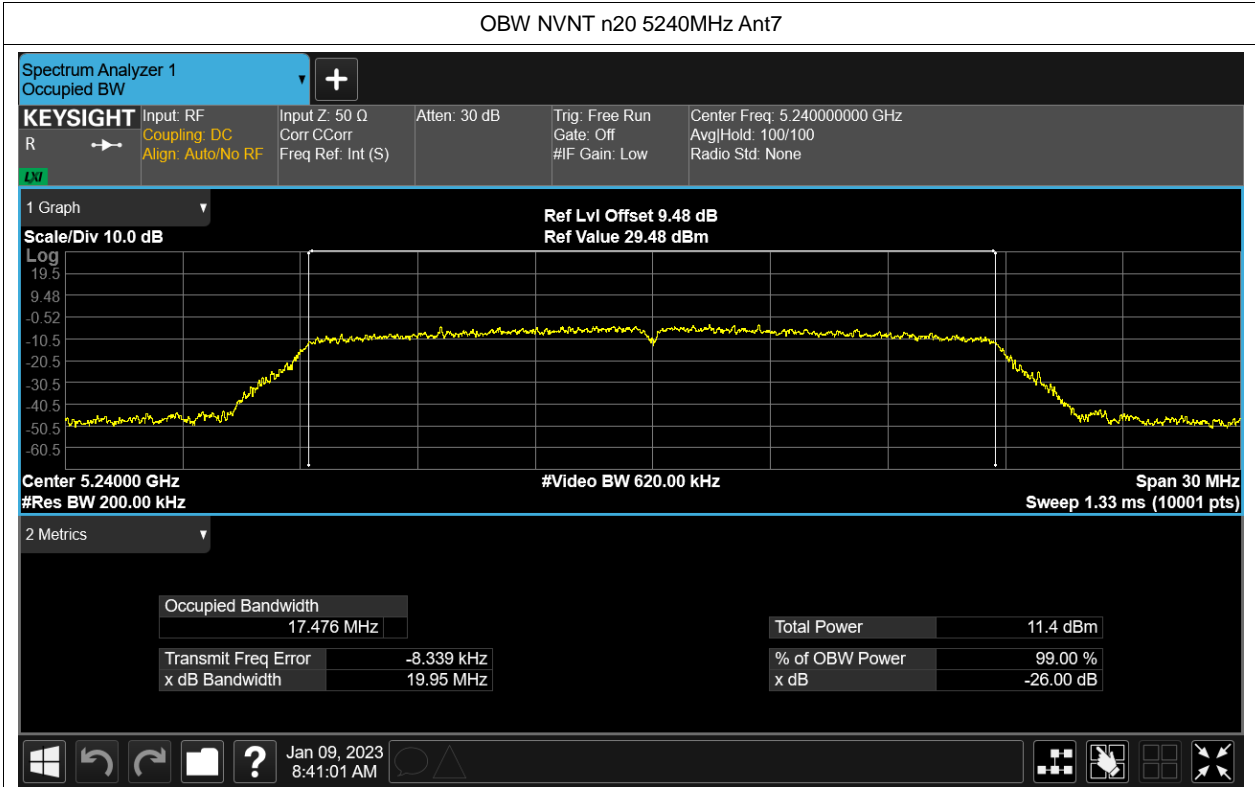 OBW NVNT n20 5240MHz Ant7
Spectrum Analyzer 1
Occupied BW
KEYSIGHT
R
LXI
Input: RF
Coupling: DC
Align: Auto/No RF
Input Z: 50 Ω
Corr CCorr
Freq Ref: Int (S)
Atten: 30 dB
Trig: Free Run
Gate: Off
#IF Gain: Low
Center Freq: 5.240000000 GHz
Avg|Hold: 100/100
Radio Std: None
1 Graph
Scale/Div 10.0 dB
Ref Lvl Offset 9.48 dB
Ref Value 29.48 dBm
Log
19.5
9.48
-0.52
-10.5
-20.5
-30.5
-40.5
-50.5
-60.5
Center 5.24000 GHz
#Video BW 620.00 kHz
Span 30 MHz
#Res BW 200.00 kHz
Sweep 1.33 ms (10001 pts)
2 Metrics
Occupied Bandwidth
17.476 MHz
Total Power 11.4 dBm
Transmit Freq Error -8.339 kHz
% of OBW Power 99.00 %
x dB Bandwidth 19.95 MHz
x dB -26.00 dB
?
Jan 09, 2023
8:41:01 AM